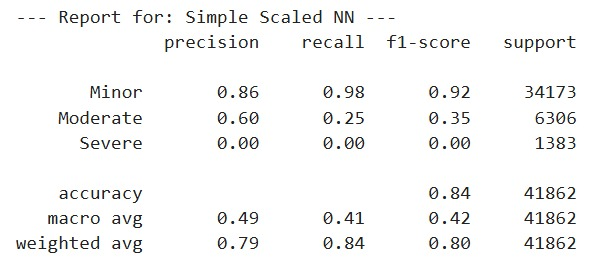 --- Report for: Simple Scaled NN ---
precision recall f1-score support
Minor 0.86 0.98 0.92 34173
Moderate 0.60 0.25 0.35 6306
Severe 0.00 0.00 0.00 1383
accuracy 0.84 41862
macro avg 0.49 0.41 0.42 41862
weighted avg 0.79 0.84 0.80 41862